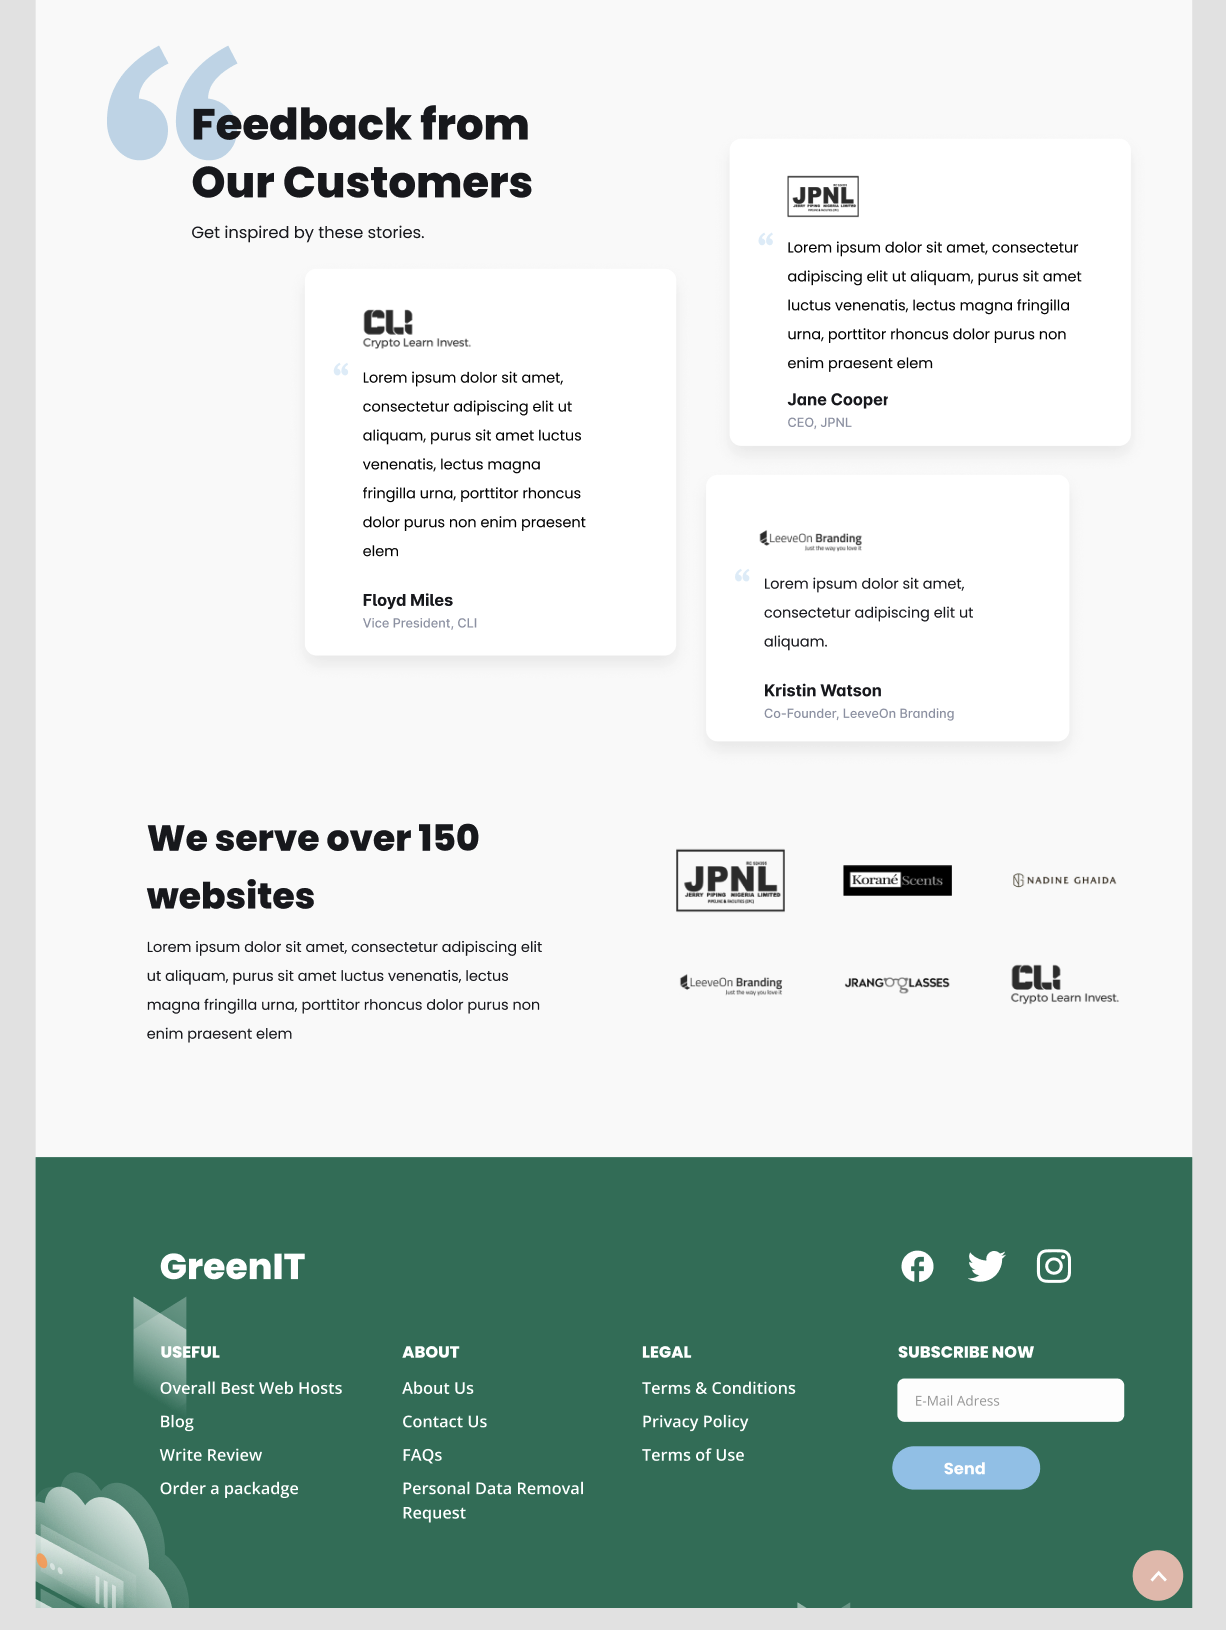 Feedback from
Our Customers
Get inspired by these stories.
JPNL
JERRY PIPING NIGERIA LIMITED
“
Lorem ipsum dolor sit amet, consectetur
adipiscing elit ut aliquam, purus sit amet
luctus venenatis, lectus magna fringilla
urna, porttitor rhoncus dolor purus non
enim praesent elem
Jane Cooper
CEO, JPNL
CLI
Crypto Learn Invest.
“
Lorem ipsum dolor sit amet,
consectetur adipiscing elit ut
aliquam, purus sit amet luctus
venenatis, lectus magna
fringilla urna, porttitor rhoncus
dolor purus non enim praesent
elem
Floyd Miles
Vice President, CLI
LeeveOn Branding
Just the way you love it
“
Lorem ipsum dolor sit amet,
consectetur adipiscing elit ut
aliquam.
Kristin Watson
Co-Founder, LeeveOn Branding
We serve over 150
websites
Lorem ipsum dolor sit amet, consectetur adipiscing elit
ut aliquam, purus sit amet luctus venenatis, lectus
magna fringilla urna, porttitor rhoncus dolor purus non
enim praesent elem
JPNL
JERRY PIPING NIGERIA LIMITED
PIPELINE & FACILITIES (EPC)
Korané Scents
NADINE GHAIDA
LeeveOn Branding
Just the way you love it
JRANG GLASSES
CLI
Crypto Learn Invest.
GreenIT
USEFUL
Overall Best Web Hosts
Blog
Write Review
Order a packadge
ABOUT
About Us
Contact Us
FAQs
Personal Data Removal
Request
LEGAL
Terms & Conditions
Privacy Policy
Terms of Use
SUBSCRIBE NOW
E-Mail Adress
Send